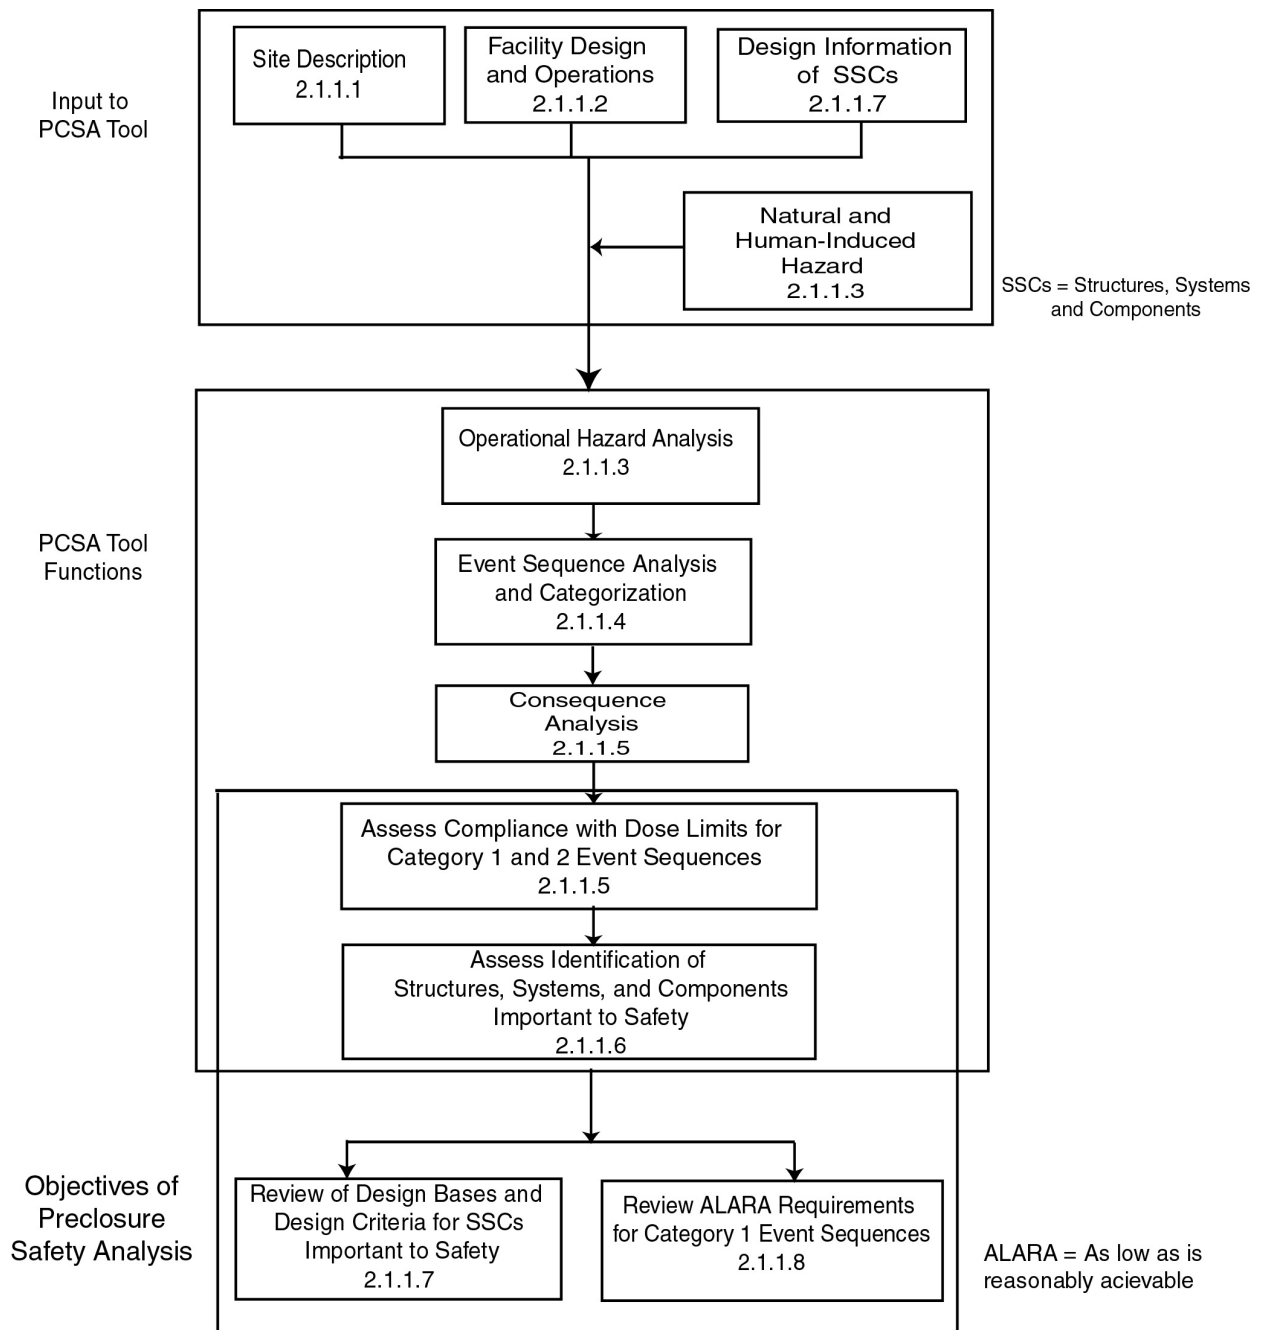 Input to
PCSA Tool
Site Description
2.1.1.1
Facility Design
and Operations
2.1.1.2
Design Information
of SSCs
2.1.1.7
Natural and
Human-Induced
Hazard
2.1.1.3
SSCs = Structures, Systems
and Components
PCSA Tool
Functions
Operational Hazard Analysis
2.1.1.3
Event Sequence Analysis
and Categorization
2.1.1.4
Consequence
Analysis
2.1.1.5
Assess Compliance with Dose Limits for
Category 1 and 2 Event Sequences
2.1.1.5
Assess Identification of
Structures, Systems, and Components
Important to Safety
2.1.1.6
Objectives of
Preclosure
Safety Analysis
Review of Design Bases and
Design Criteria for SSCs
Important to Safety
2.1.1.7
Review ALARA Requirements
for Category 1 Event Sequences
2.1.1.8
ALARA = As low as is
reasonably acievable